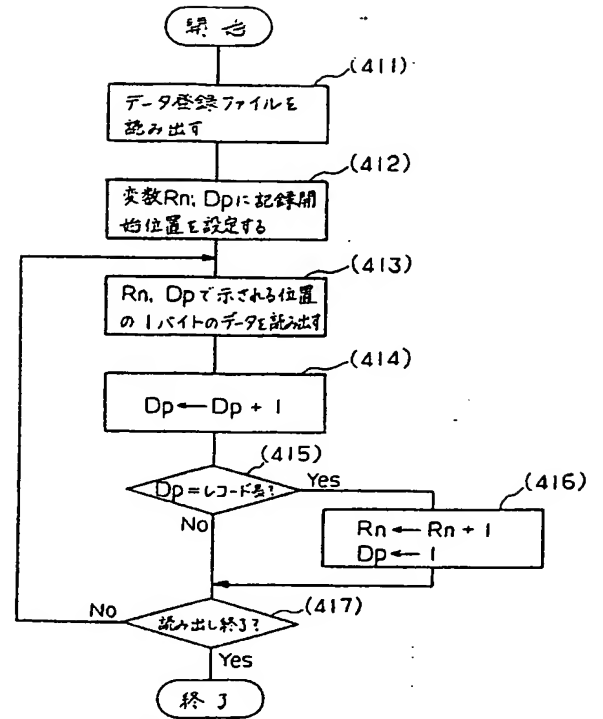 開始
(411)
データ登録ファイルを
読み出す
(412)
変数Rn, Dpに記録開
始位置を設定する
(413)
Rn, Dpで示される位置
の1バイトのデータを読み出す
(414)
Dp ← Dp + 1
(415)
Dp=レコード長?
Yes
(416)
Rn ← Rn + 1
Dp ← 1
No
(417)
読み出し終了?
No
Yes
終了